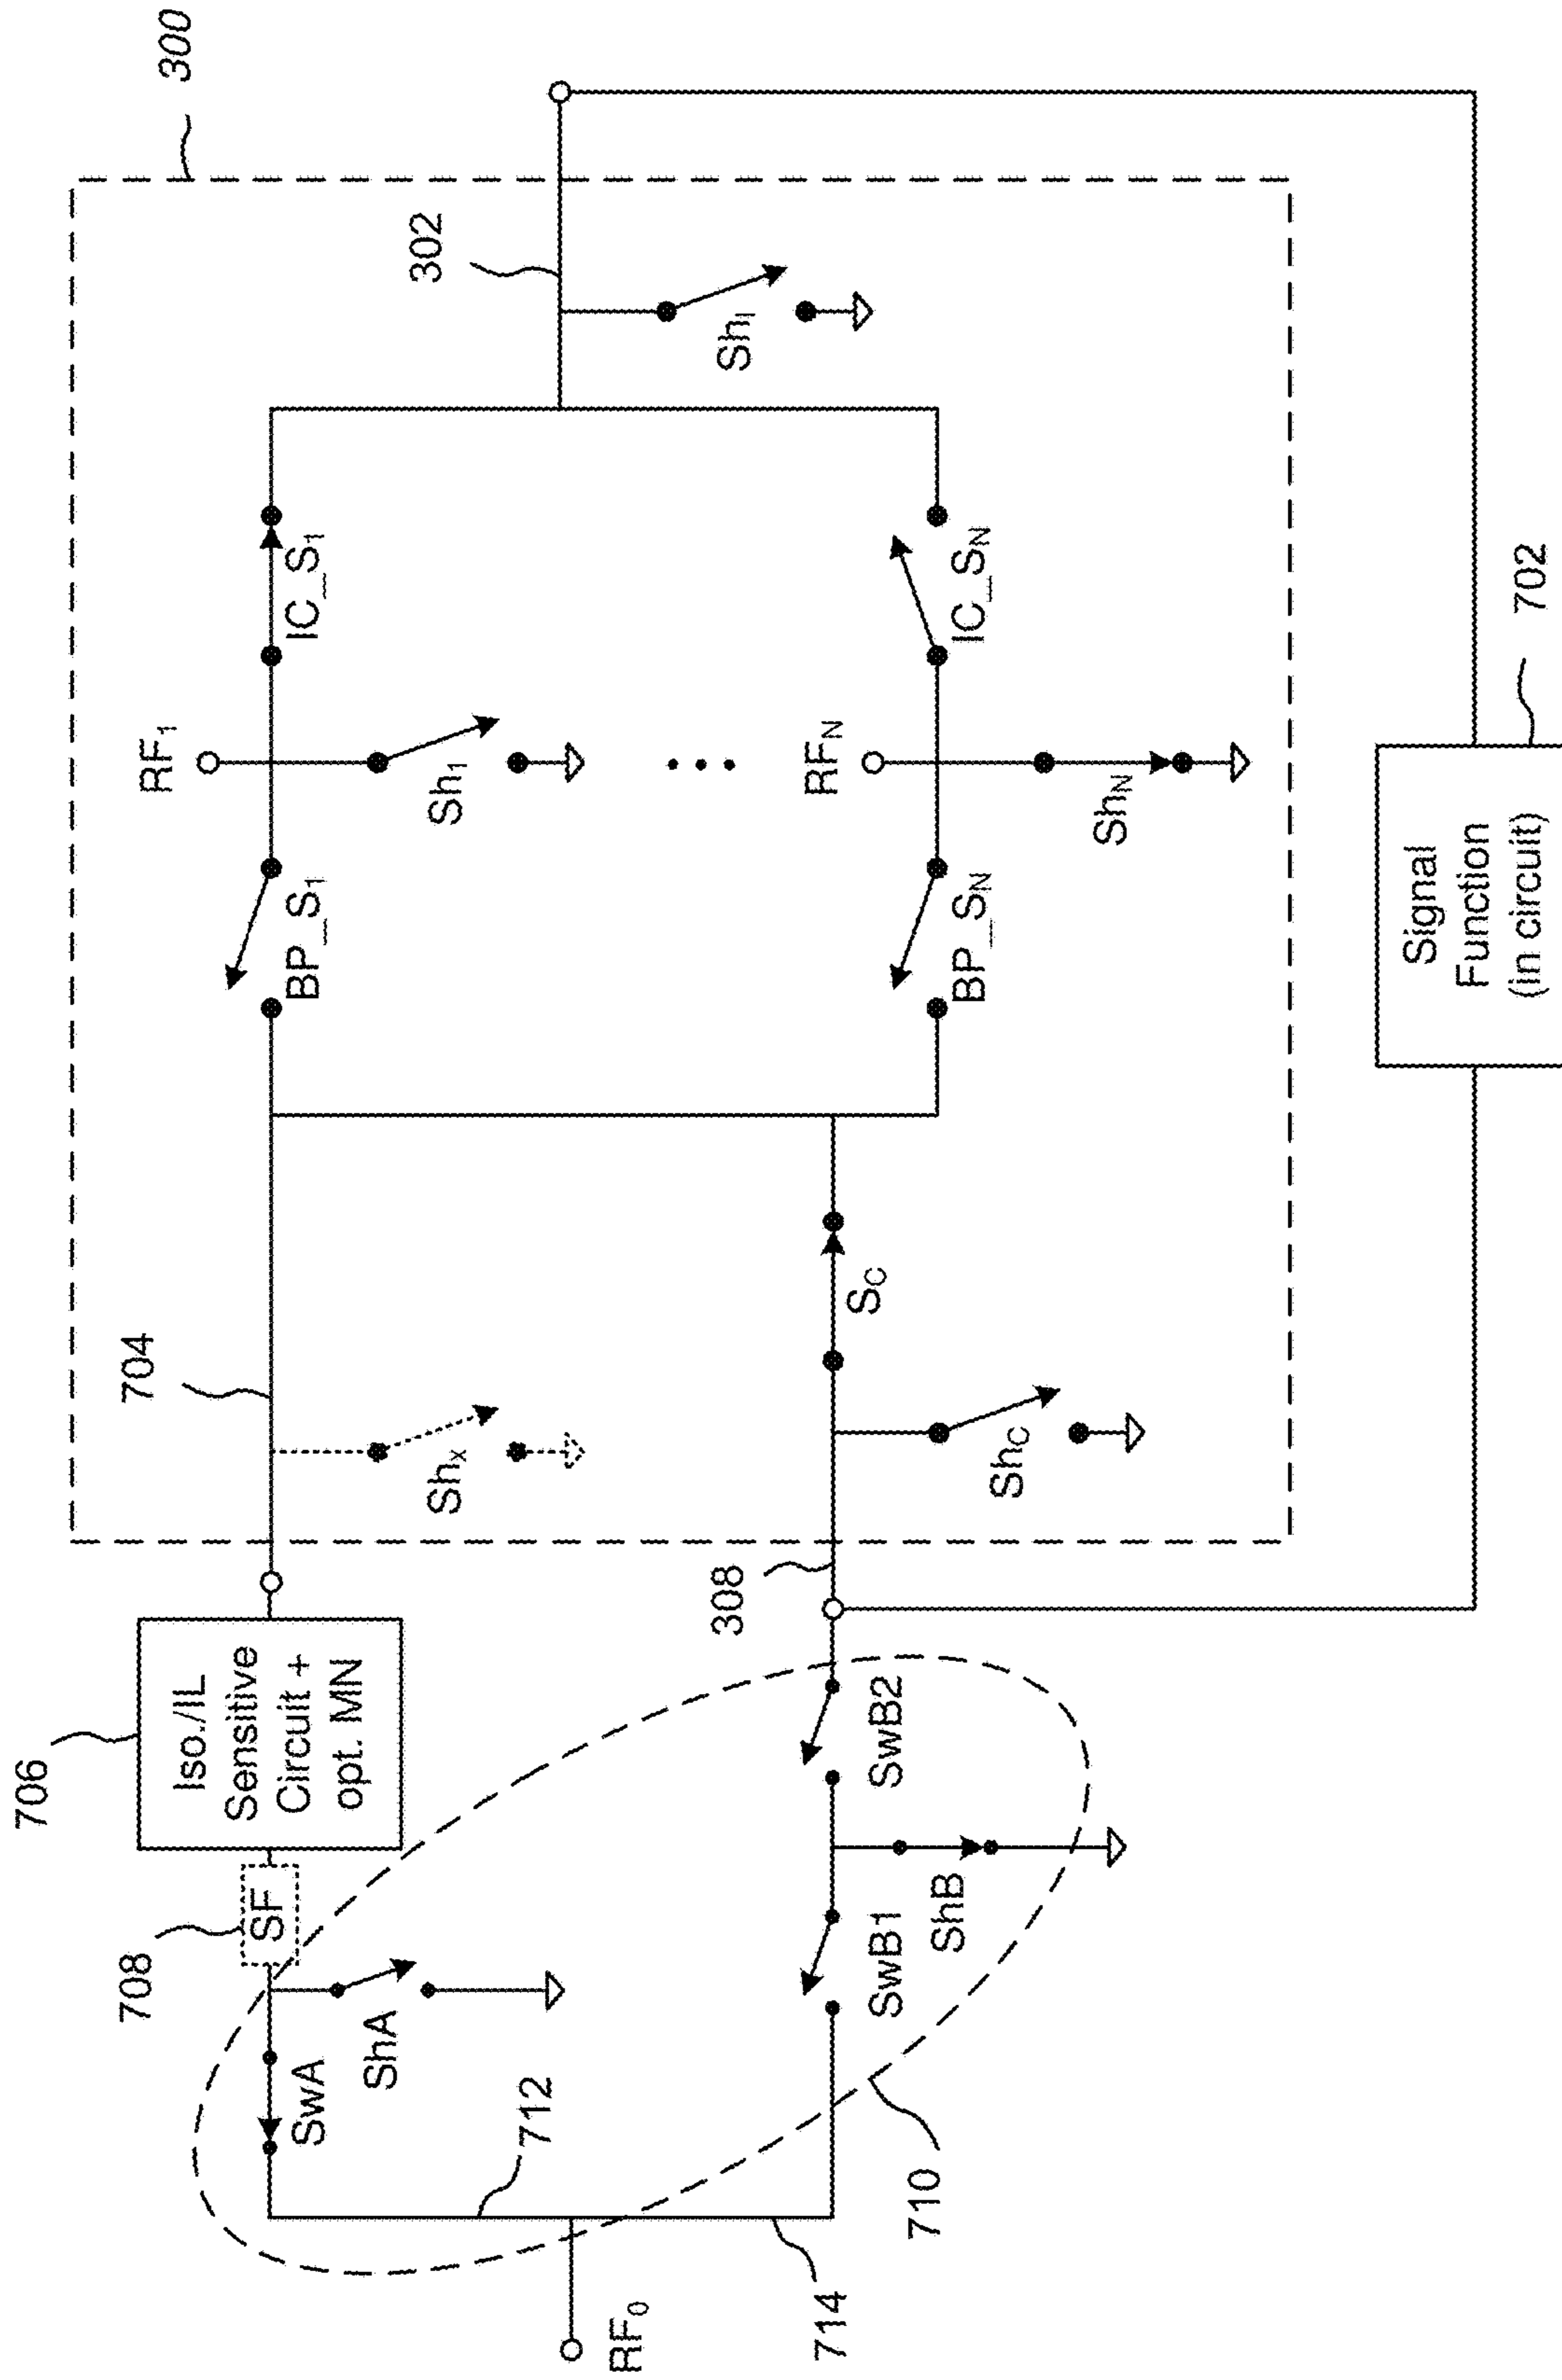 300
302
RF1
IC_S1
BP_S1
Sh1
ShI
RFN
IC_SN
BP_SN
ShN
704
Shx
SC
ShC
308
706
Iso./IL
Sensitive
Circuit +
opt. MN
708
SF
SwA
ShA
712
SwB1
SwB2
ShB
710
714
RF0
702
Signal
Function
(in circuit)